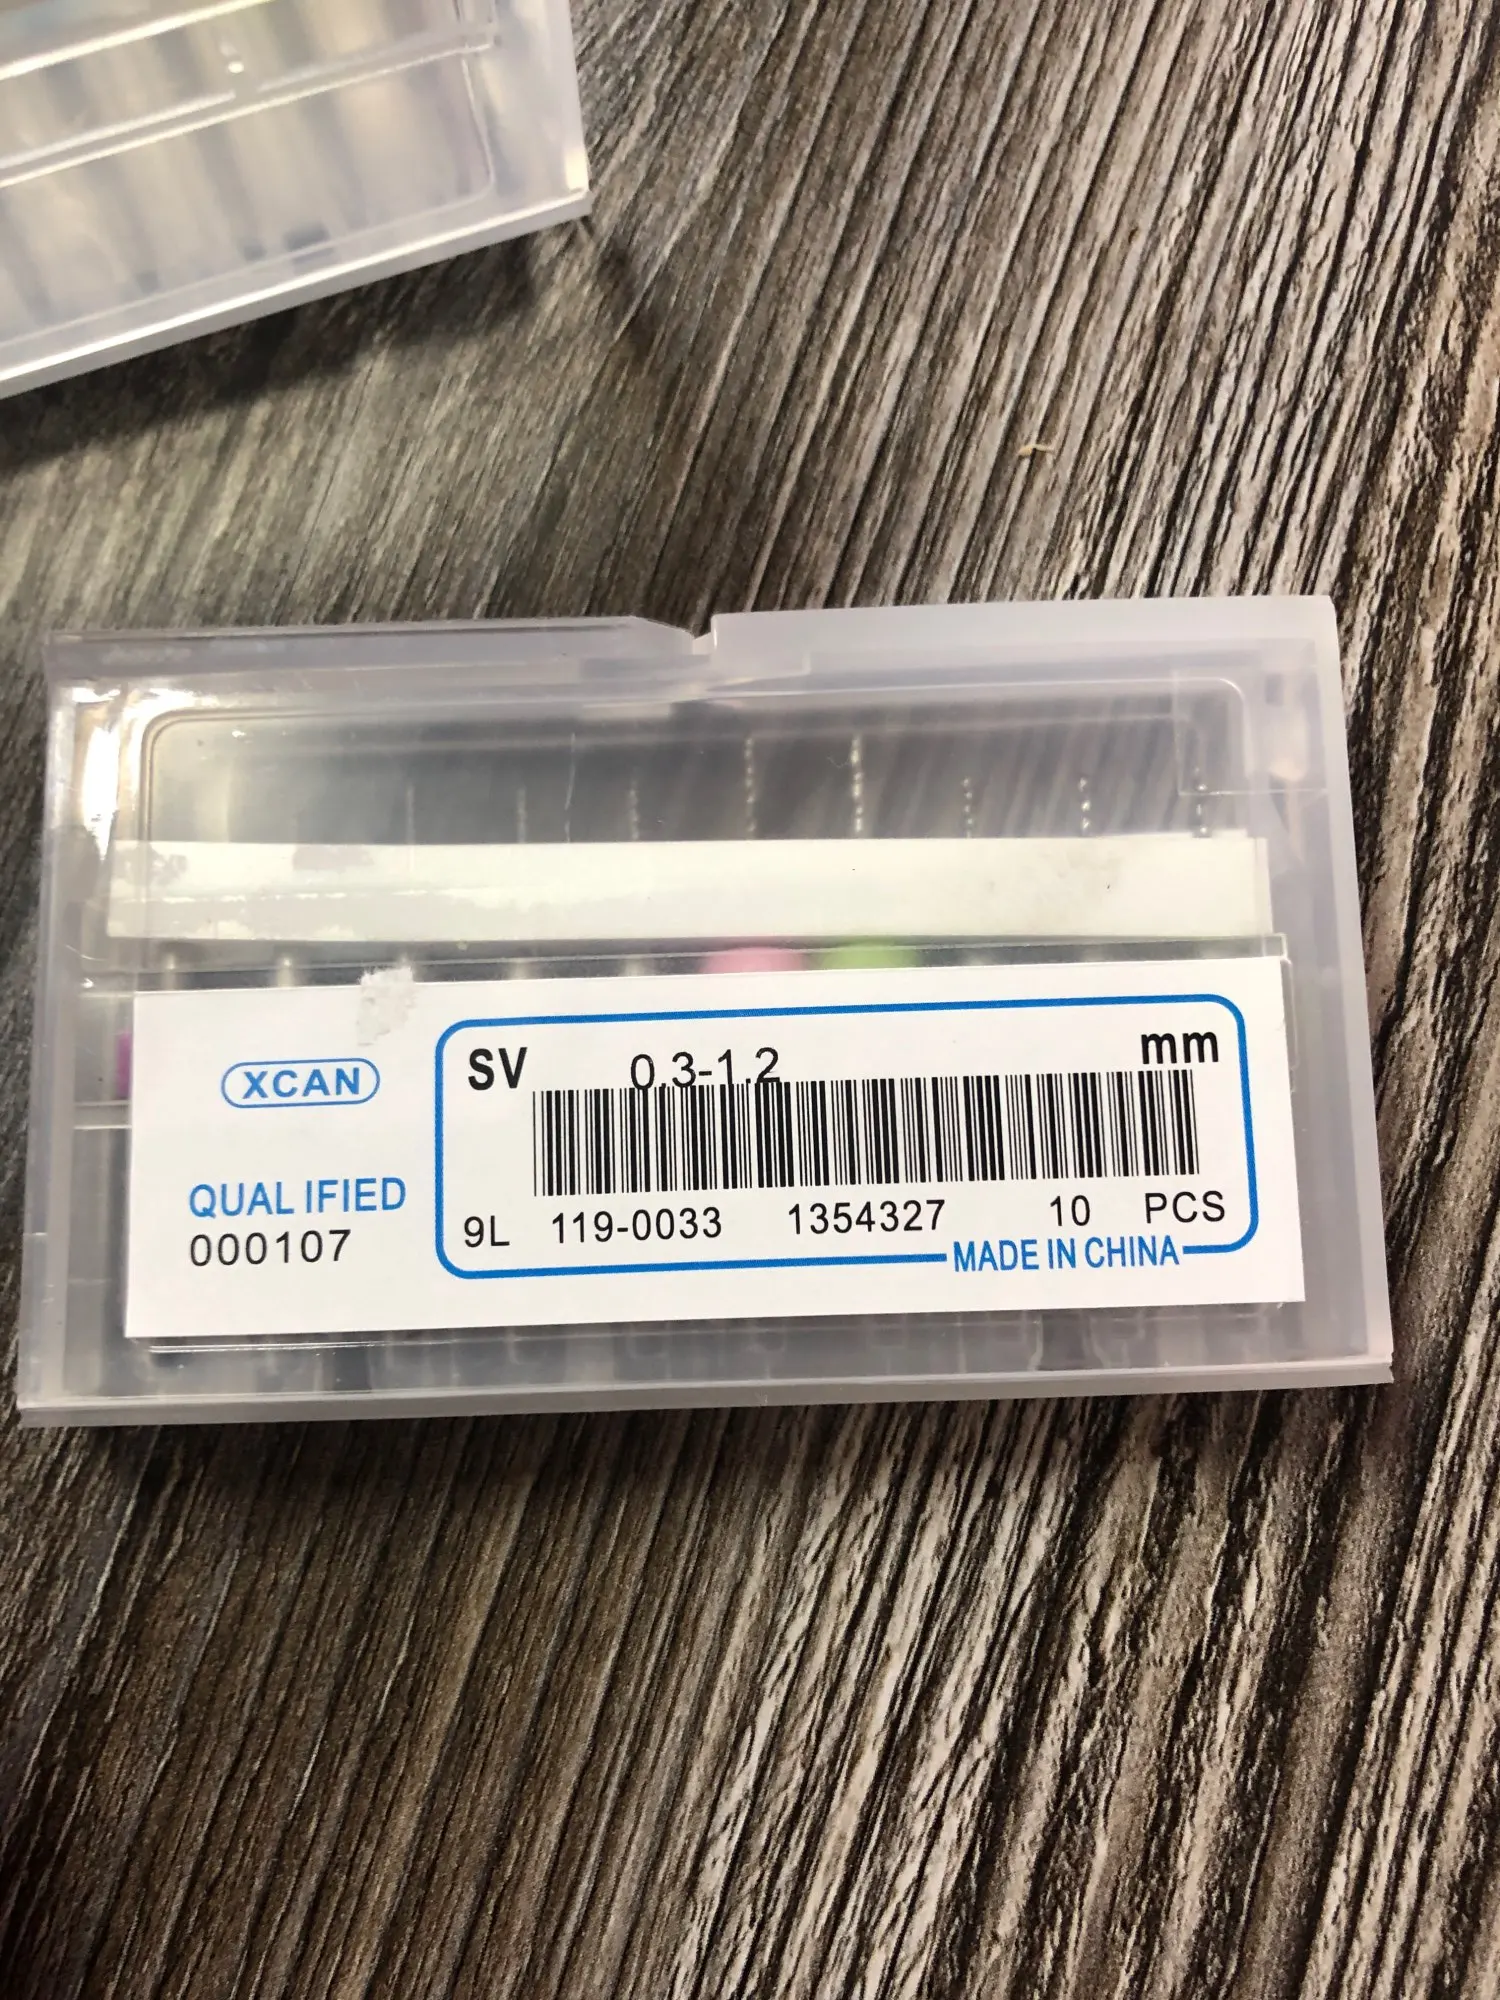 XCAN
QUALIFIED
000107
SV 0.3-1.2 mm
9L 119-0033 1354327 10 PCS
MADE IN CHINA